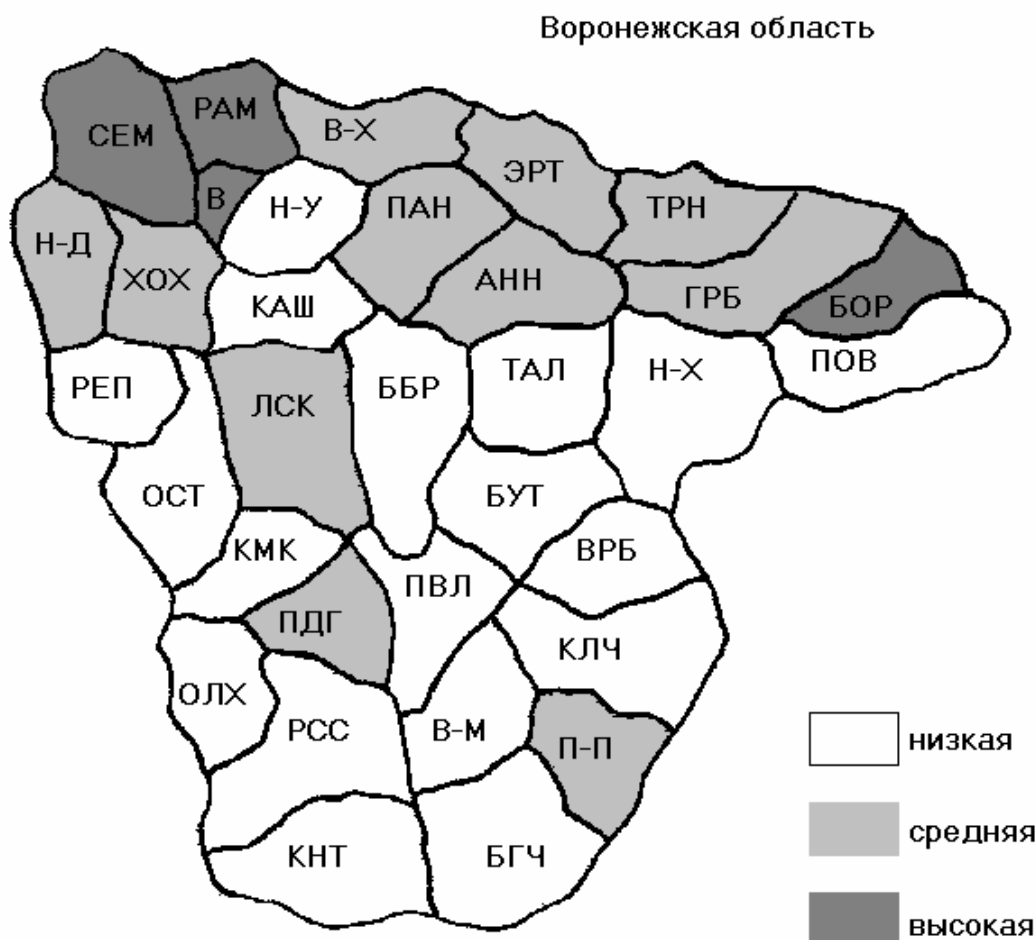 Воронежская область
РАМ
СЕМ
В-Х
ЭРТ
В
Н-У
ПАН
ТРН
Н-Д
ХОХ
АНН
ГРБ
БОР
КАШ
ПОВ
РЕП
ЛСК
ББР
ТАЛ
Н-Х
ОСТ
БУТ
КМК
ВРБ
ПВЛ
ПДГ
КЛЧ
ОЛХ
РСС
В-М
П-П
КНТ
БГЧ
низкая
средняя
высокая